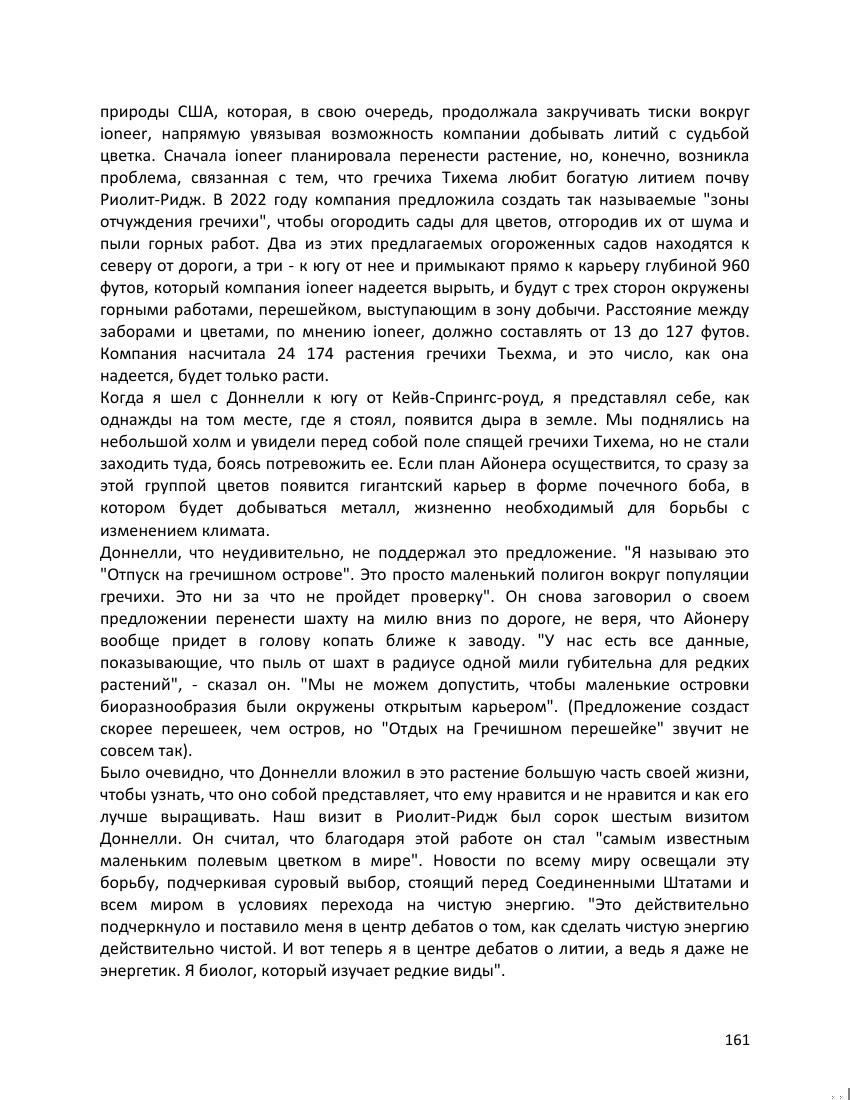 природы США, которая, в свою очередь, продолжала закручивать тиски вокруг
ioneer, напрямую увязывая возможность компании добывать литий с судьбой
цветка. Сначала ioneer планировала перенести растение, но, конечно, возникла
проблема, связанная с тем, что гречиха Тихема любит богатую литием почву
Риолит-Ридж. В 2022 году компания предложила создать так называемые "зоны
отчуждения гречихи", чтобы огородить сады для цветов, отгородив их от шума и
пыли горных работ. Два из этих предлагаемых огороженных садов находятся к
северу от дороги, а три - к югу от нее и примыкают прямо к карьеру глубиной 960
футов, который компания ioneer надеется вырыть, и будут с трех сторон окружены
горными работами, перешейком, выступающим в зону добычи. Расстояние между
заборами и цветами, по мнению ioneer, должно составлять от 13 до 127 футов.
Компания насчитала 24 174 растения гречихи Тьехма, и это число, как она
надеется, будет только расти.
Когда я шел с Доннелли к югу от Кейв-Спрингс-роуд, я представлял себе, как
однажды на том месте, где я стоял, появится дыра в земле. Мы поднялись на
небольшой холм и увидели перед собой поле спящей гречихи Тихема, но не стали
заходить туда, боясь потревожить ее. Если план Айонера осуществится, то сразу за
этой группой цветов появится гигантский карьер в форме почечного боба, в
котором будет добываться металл, жизненно необходимый для борьбы с
изменением климата.
Доннелли, что неудивительно, не поддержал это предложение. "Я называю это
"Отпуск на гречишном острове". Это просто маленький полигон вокруг популяции
гречихи. Это ни за что не пройдет проверку". Он снова заговорил о своем
предложении перенести шахту на милю вниз по дороге, не веря, что Айонеру
вообще придет в голову копать ближе к заводу. "У нас есть все данные,
показывающие, что пыль от шахт в радиусе одной мили губительна для редких
растений", - сказал он. "Мы не можем допустить, чтобы маленькие островки
биоразнообразия были окружены открытым карьером". (Предложение создаст
скорее перешеек, чем остров, но "Отдых на Гречишном перешейке" звучит не
совсем так).
Было очевидно, что Доннелли вложил в это растение большую часть своей жизни,
чтобы узнать, что оно собой представляет, что ему нравится и не нравится и как его
лучше выращивать. Наш визит в Риолит-Ридж был сорок шестым визитом
Доннелли. Он считал, что благодаря этой работе он стал "самым известным
маленьким полевым цветком в мире". Новости по всему миру освещали эту
борьбу, подчеркивая суровый выбор, стоящий перед Соединенными Штатами и
всем миром в условиях перехода на чистую энергию. "Это действительно
подчеркнуло и поставило меня в центр дебатов о том, как сделать чистую энергию
действительно чистой. И вот теперь я в центре дебатов о литии, а ведь я даже не
энергетик. Я биолог, который изучает редкие виды".
161